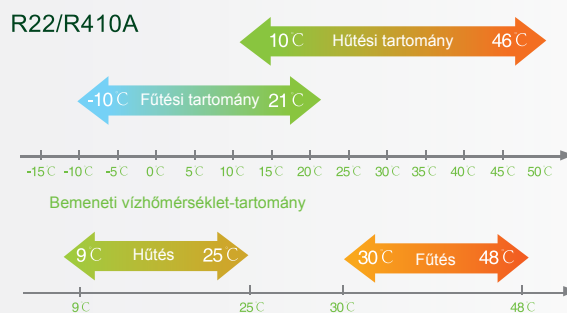 R22/R410A
10℃ Hűtési tartomány 46℃
-10℃ Fűtési tartomány 21℃
-15℃ -10℃ -5℃ 0℃ 5℃ 10℃ 15℃ 20℃ 25℃ 30℃ 35℃ 40℃ 45℃ 50℃
Bemeneti vízhőmérséklet-tartomány
9℃ Hűtés 25℃ 30℃ Fűtés 48℃
9℃ 25℃ 30℃ 48℃